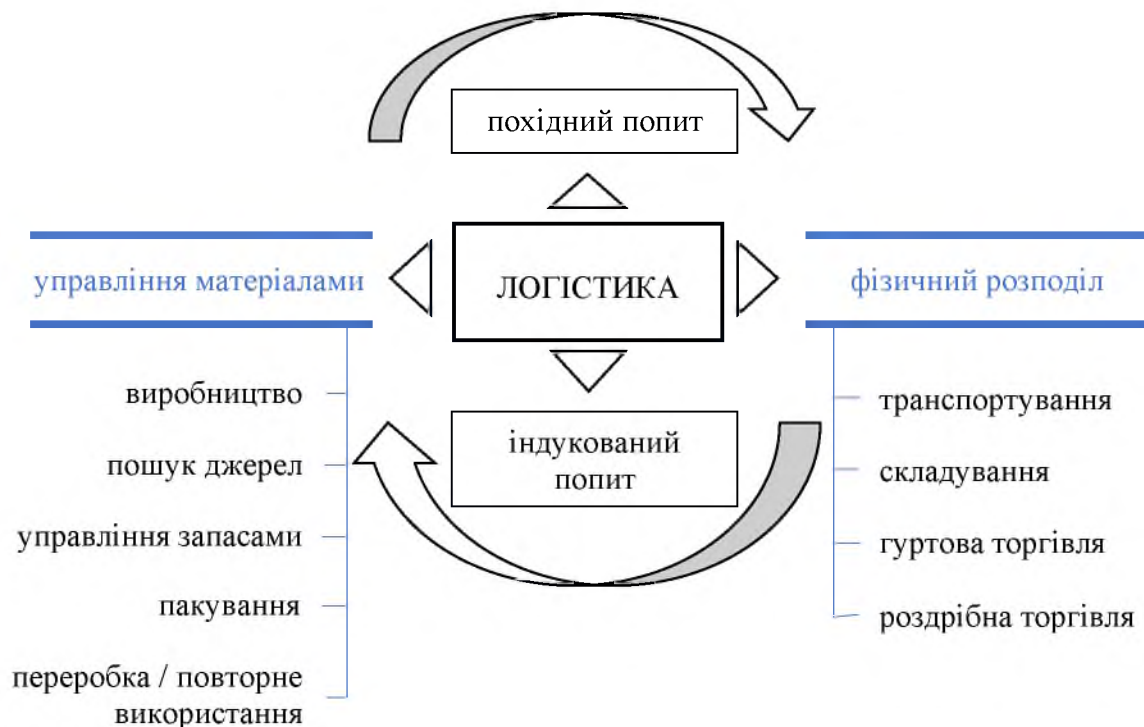 похідний попит
управління матеріалами
ЛОГІСТИКА
фізичний розподіл
виробництво
пошук джерел
управління запасами
пакування
переробка / повторне
використання
індукований
попит
транспортування
складування
гуртова торгівля
роздрібна торгівля